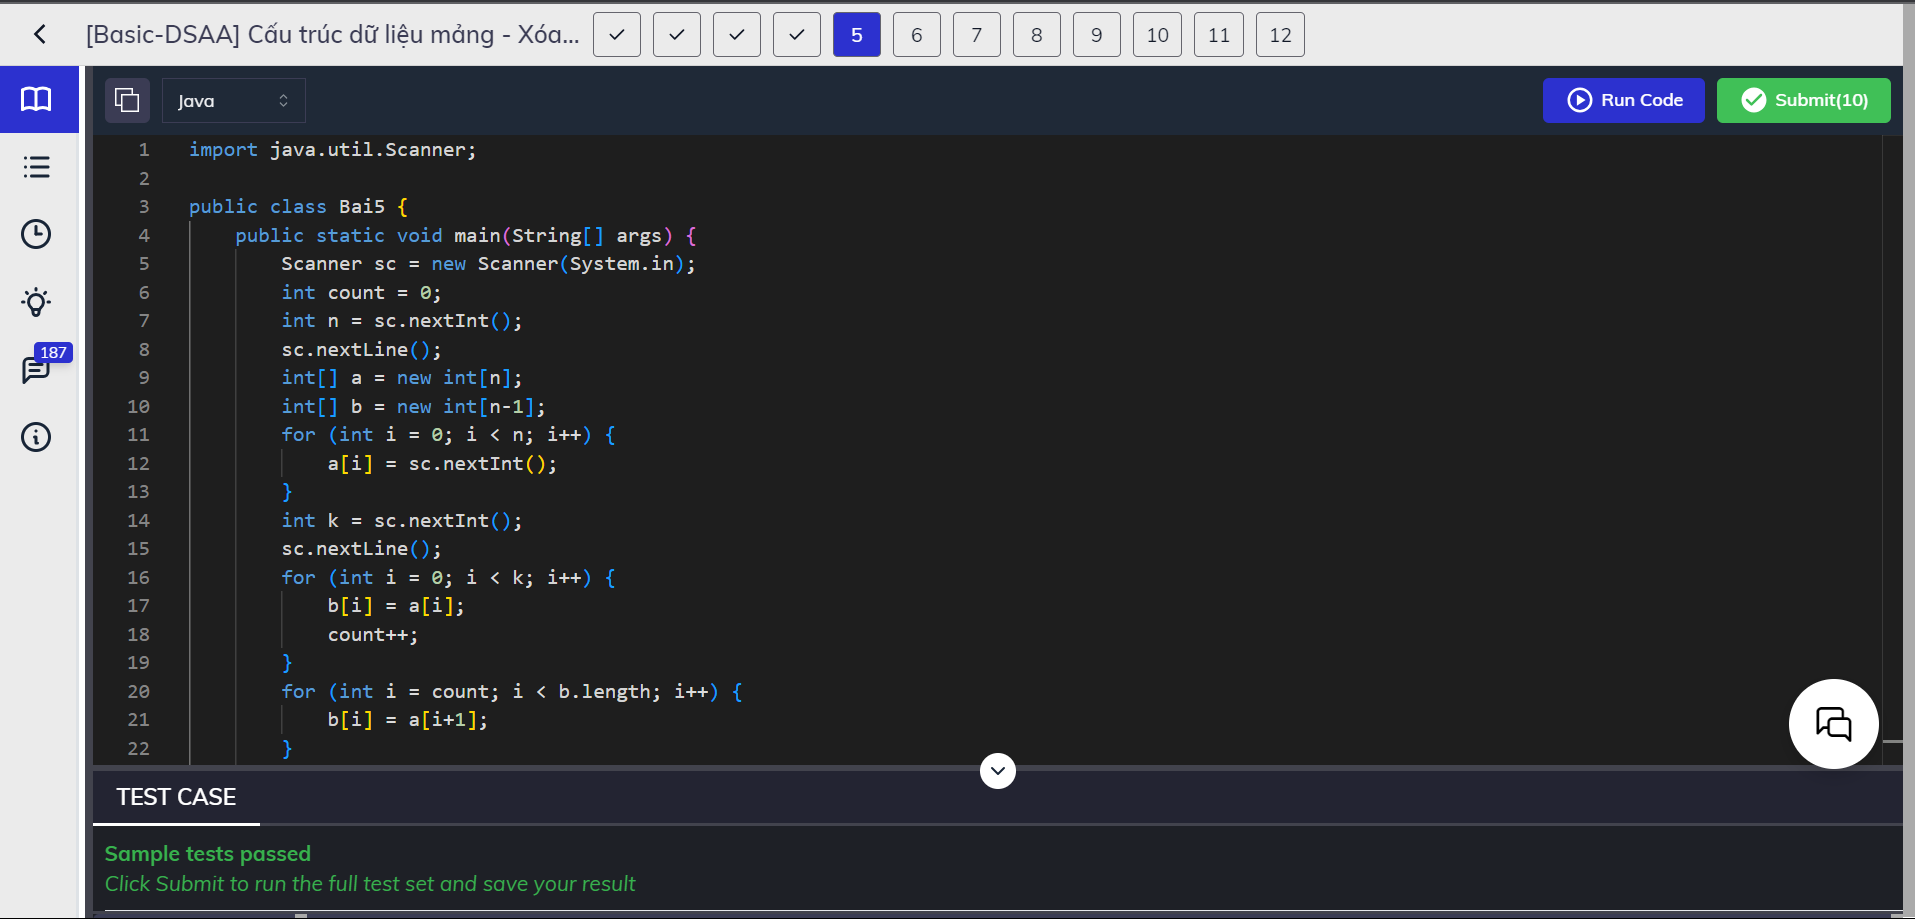 [Basic-DSAA] Cấu trúc dữ liệu mảng - Xóa... 5 6 7 8 9 10 11 12
Java Run Code Submit(10)
187
1 import java.util.Scanner;
2
3 public class Bai5 {
4 public static void main(String[] args) {
5 Scanner sc = new Scanner(System.in);
6 int count = 0;
7 int n = sc.nextInt();
8 sc.nextLine();
9 int[] a = new int[n];
10 int[] b = new int[n-1];
11 for (int i = 0; i < n; i++) {
12 a[i] = sc.nextInt();
13 }
14 int k = sc.nextInt();
15 sc.nextLine();
16 for (int i = 0; i < k; i++) {
17 b[i] = a[i];
18 count++;
19 }
20 for (int i = count; i < b.length; i++) {
21 b[i] = a[i+1];
22 }
TEST CASE
Sample tests passed
Click Submit to run the full test set and save your result